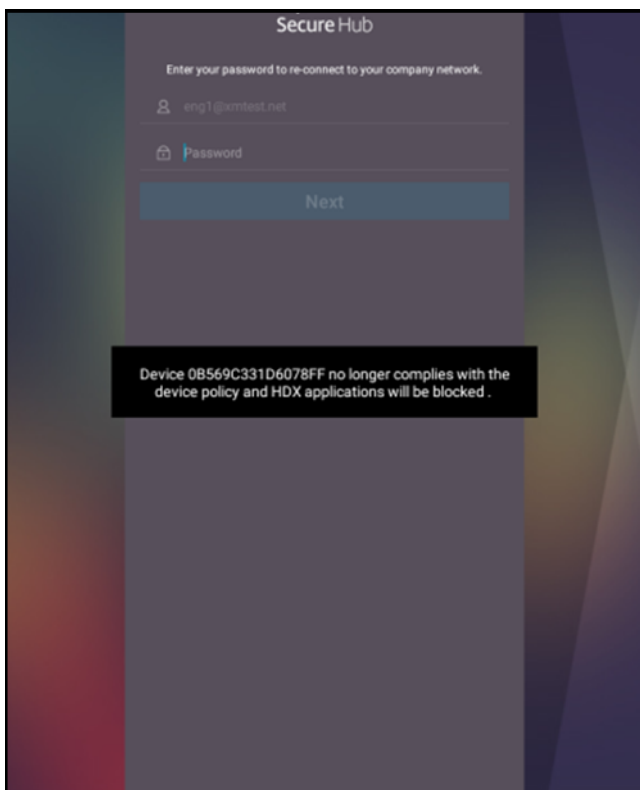 Secure Hub
Enter your password to re-connect to your company network.
eng1@xmtest.net
Password
Next
Device 0B569C331D6078FF no longer complies with the
device policy and HDX applications will be blocked .